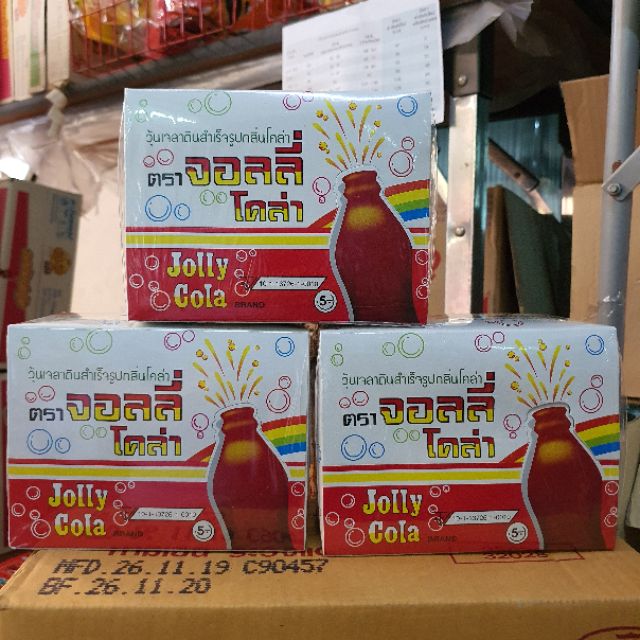 วุ้นเจลาตินสำเร็จรูปกลิ่นโคล่า
ตรา จอลลี่
โคล่า
Jolly
Cola BRAND
5
วุ้นเจลาตินสำเร็จรูปกลิ่นโคล่า
ตรา จอลลี่
โคล่า
Jolly
Cola BRAND
5
วุ้นเจลาตินสำเร็จรูปกลิ่นโคล่า
ตรา จอลลี่
โคล่า
Jolly
Cola BRAND
5
MFD.26.11.19 C90457
BF.26.11.20